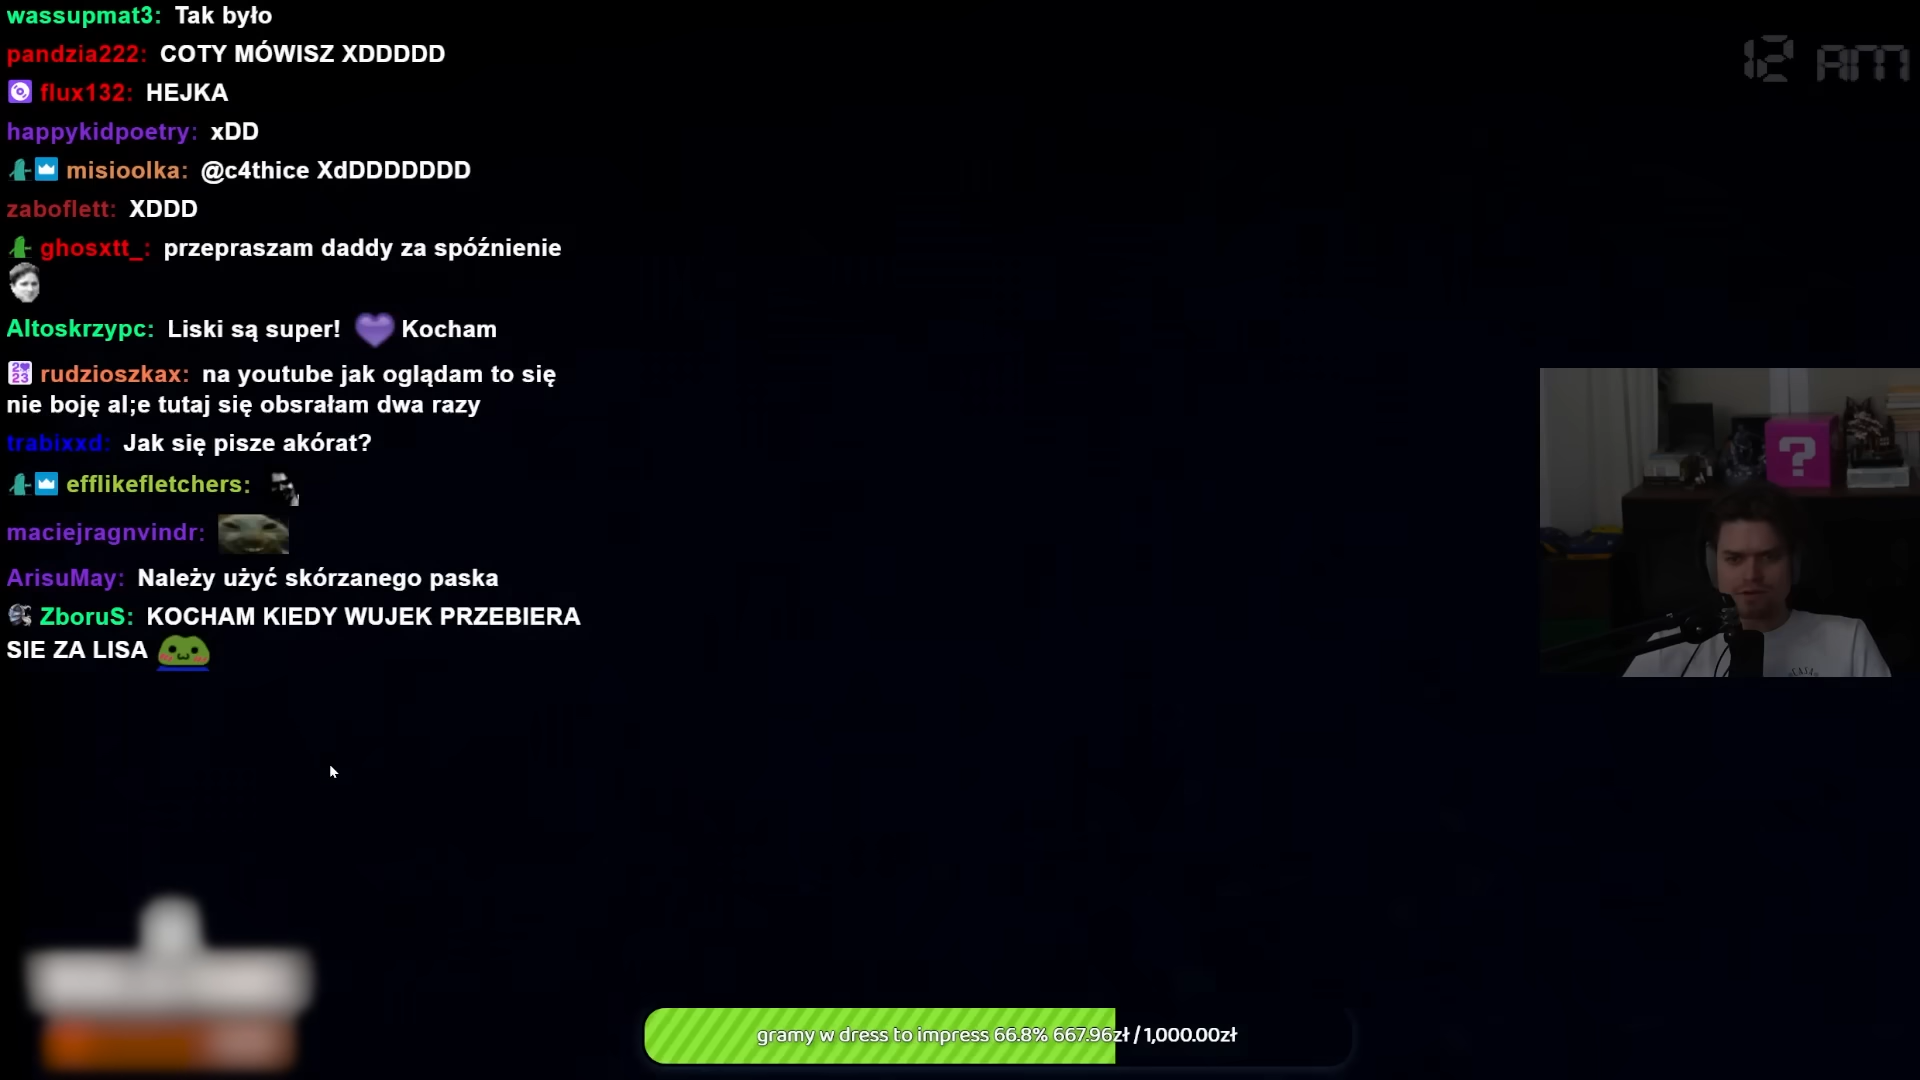 wassupmat3: Tak było
pandzia222: COTY MÓWISZ XDDDDD
flux132: HEJKA
happykidpoetry: xDD
misioolka: @c4thice XdDDDDDDD
zaboflett: XDDD
ghosxtt_: przepraszam daddy za spóźnienie
Altoskrzypc: Liski są super! Kocham
rudzioszkax: na youtube jak oglądam to się
nie boję al;e tutaj się obsrałam dwa razy
trabixxd: Jak się pisze akórat?
efflikefletchers:
maciejragnvindr:
ArisuMay: Należy użyć skórzanego paska
ZboruS: KOCHAM KIEDY WUJEK PRZEBIERA
SIE ZA LISA
12 AM
?
gramy w dress to impress 66.8% 667.96zł / 1,000.00zł